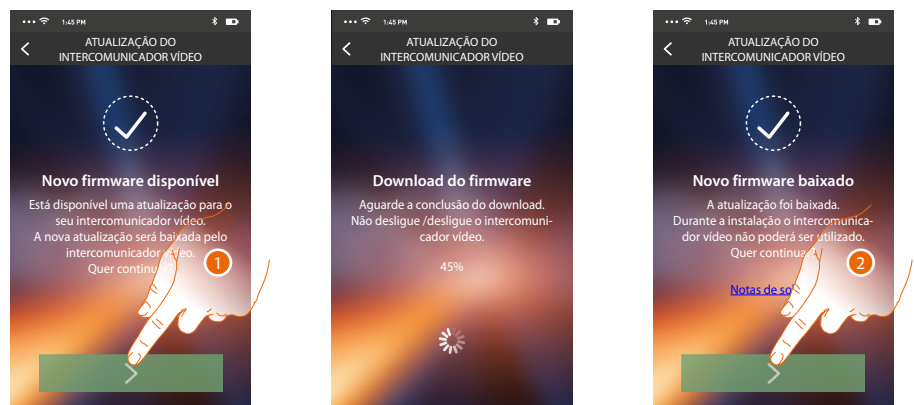 1:45 PM
ATUALIZAÇÃO DO
INTERCOMUNICADOR VÍDEO
Novo firmware disponível
Está disponível uma atualização para o
seu intercomunicador vídeo.
A nova atualização será baixada pelo
intercomunicador vídeo.
Quer continuar?
1
1:45 PM
ATUALIZAÇÃO DO
INTERCOMUNICADOR VÍDEO
Download do firmware
Aguarde a conclusão do download.
Não desligue /desligue o intercomuni-
cador vídeo.
45%
1:45 PM
ATUALIZAÇÃO DO
INTERCOMUNICADOR VÍDEO
Novo firmware baixado
A atualização foi baixada.
Durante a instalação o intercomunica-
dor vídeo não poderá ser utilizado.
Quer continuar?
2
Notas de